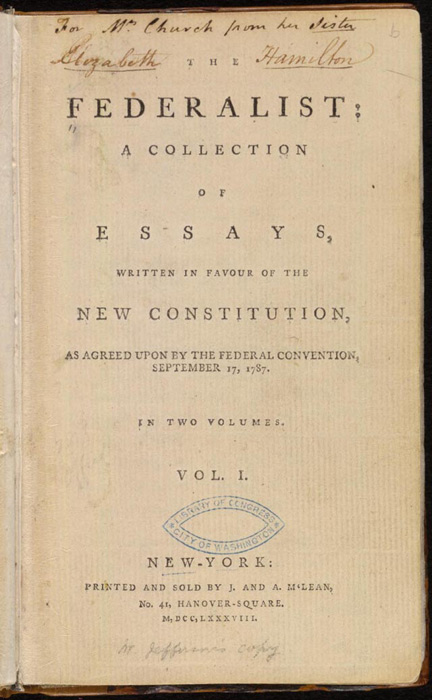 For Mrs. Church from her Sister
Elizabeth Hamilton
THE
FEDERALIST:
A COLLECTION
OF
ESSAYS,
WRITTEN IN FAVOUR OF THE
NEW CONSTITUTION,
AS AGREED UPON BY THE FEDERAL CONVENTION,
SEPTEMBER 17, 1787.
IN TWO VOLUMES.
VOL. I.
LIBRARY OF CONGRESS
CITY OF WASHINGTON
NEW-YORK:
PRINTED AND SOLD BY J. AND A. M‘LEAN,
No. 41, HANOVER-SQUARE.
M,DCC,LXXXVIII.
Mr. Jefferson's copy